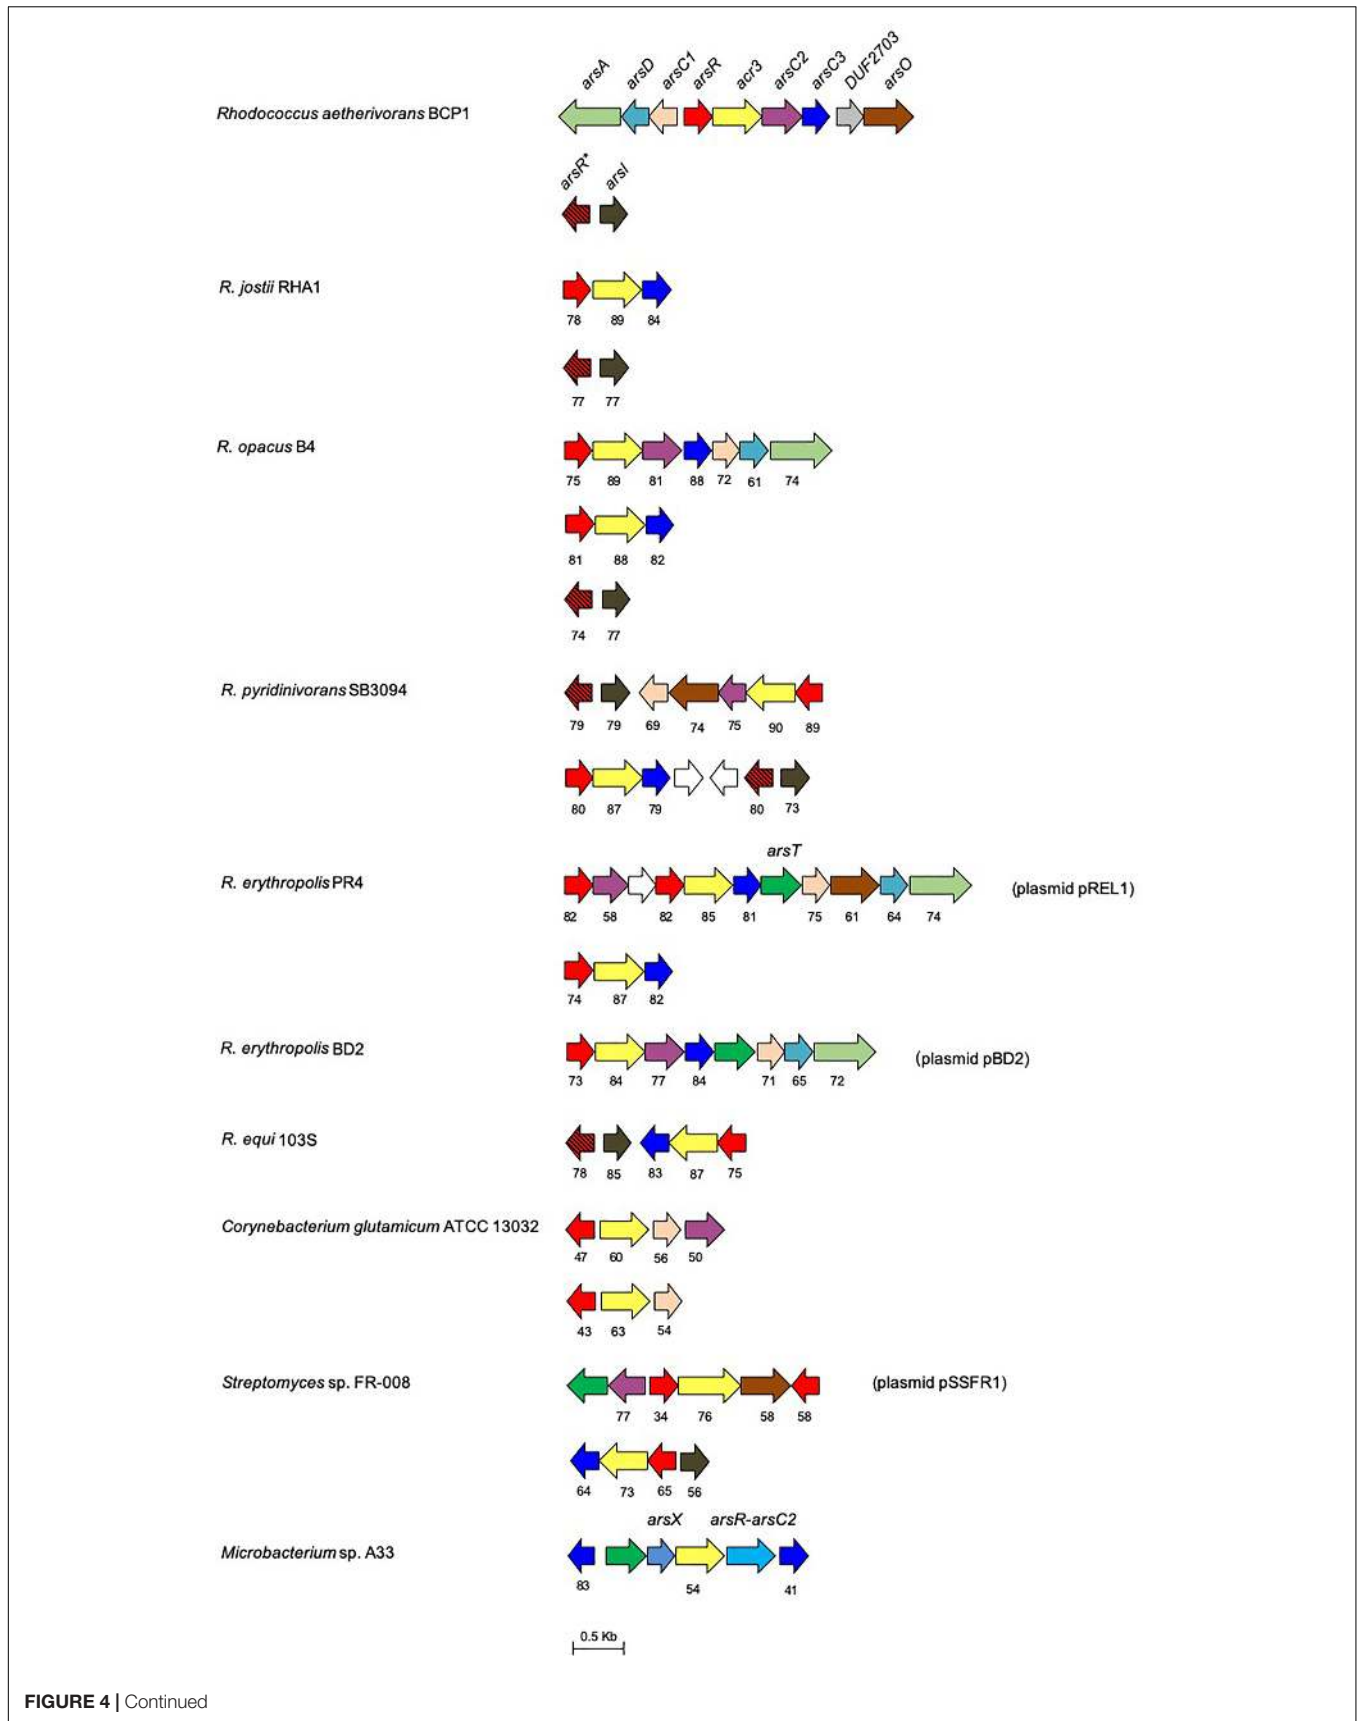 arsA arsD arsC1 arsR acr3 arsC2 arsC3 DUF2703 arsO
Rhodococcus aetherivorans BCP1
arsR* arsI
R. jostii RHA1
78 89 84
77 77
R. opacus B4
75 89 81 88 72 61 74
81 88 82
74 77
R. pyridinivorans SB3094
79 79 69 74 75 90 89
80 87 79 80 73
arsT
R. erythropolis PR4 (plasmid pREL1)
82 58 82 85 81 75 61 64 74
74 87 82
R. erythropolis BD2 (plasmid pBD2)
73 84 77 84 71 65 72
R. equi 103S
78 85 83 87 75
Corynebacterium glutamicum ATCC 13032
47 60 56 50
43 63 54
Streptomyces sp. FR-008 (plasmid pSSFR1)
77 34 76 58 58
64 73 65 56
arsX arsR-arsC2
Microbacterium sp. A33
83 54 41
0.5 Kb
FIGURE 4 | Continued